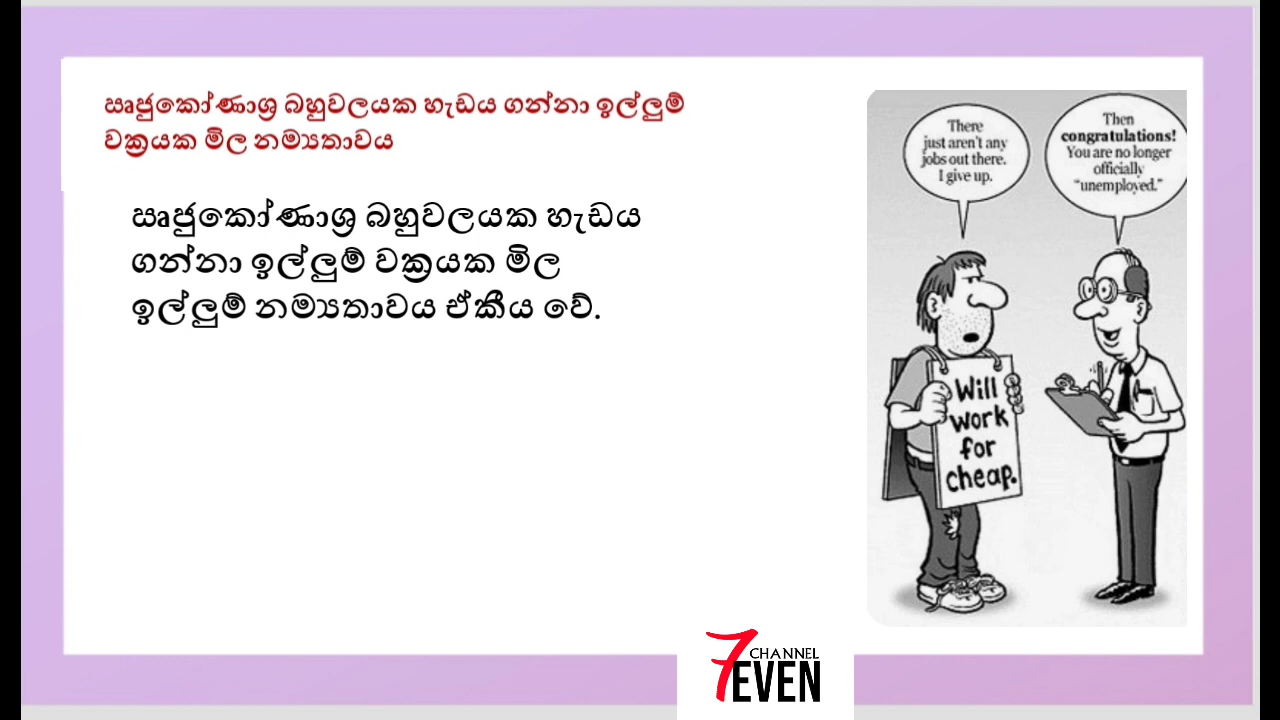 සෘජුකෝණාශ්‍ර බහුවලයක හැඩය ගන්නා ඉල්ලුම්
වක්‍රයක මිල නම්‍යතාවය
සෘජුකෝණාශ්‍ර බහුවලයක හැඩය
ගන්නා ඉල්ලුම් වක්‍රයක මිල
ඉල්ලුම් නම්‍යතාවය ඒකීය වේ.
There
just aren't any
jobs out there.
I give up.
Then
congratulations!
You are no longer
officially
"unemployed."
Will
work
for
cheap.
7 CHANNEL
EVEN